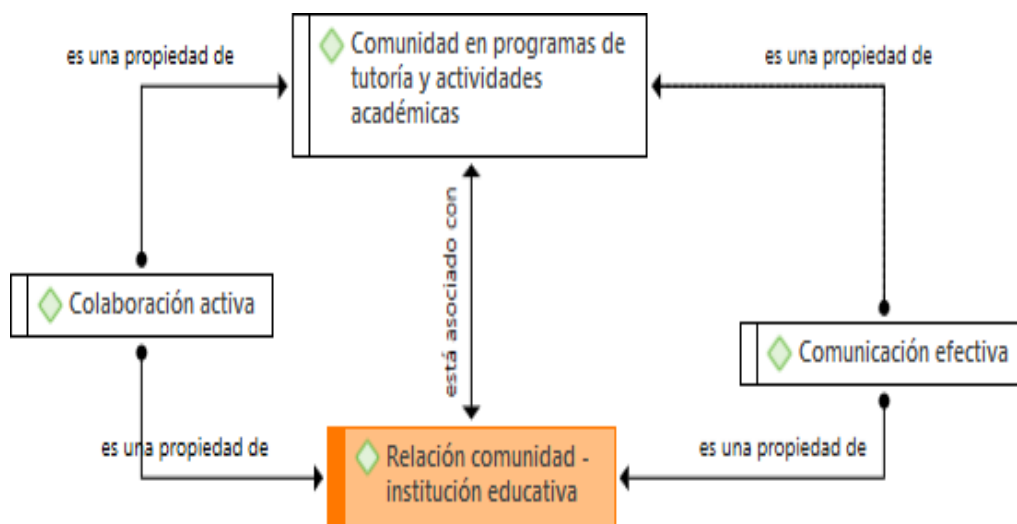 es una propiedad de
Comunidad en programas de
tutoría y actividades
académicas
es una propiedad de
está asociado con
Colaboración activa
Comunicación efectiva
es una propiedad de
Relación comunidad -
institución educativa
es una propiedad de